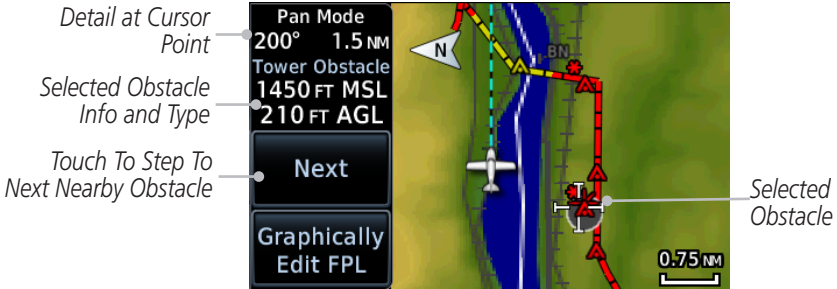 Detail at Cursor
Point
Selected Obstacle
Info and Type
Touch To Step To
Next Nearby Obstacle
Pan Mode
200° 1.5 NM
Tower Obstacle
1450 FT MSL
210 FT AGL
Next
Graphically
Edit FPL
N
BN
0.75 NM
Selected
Obstacle